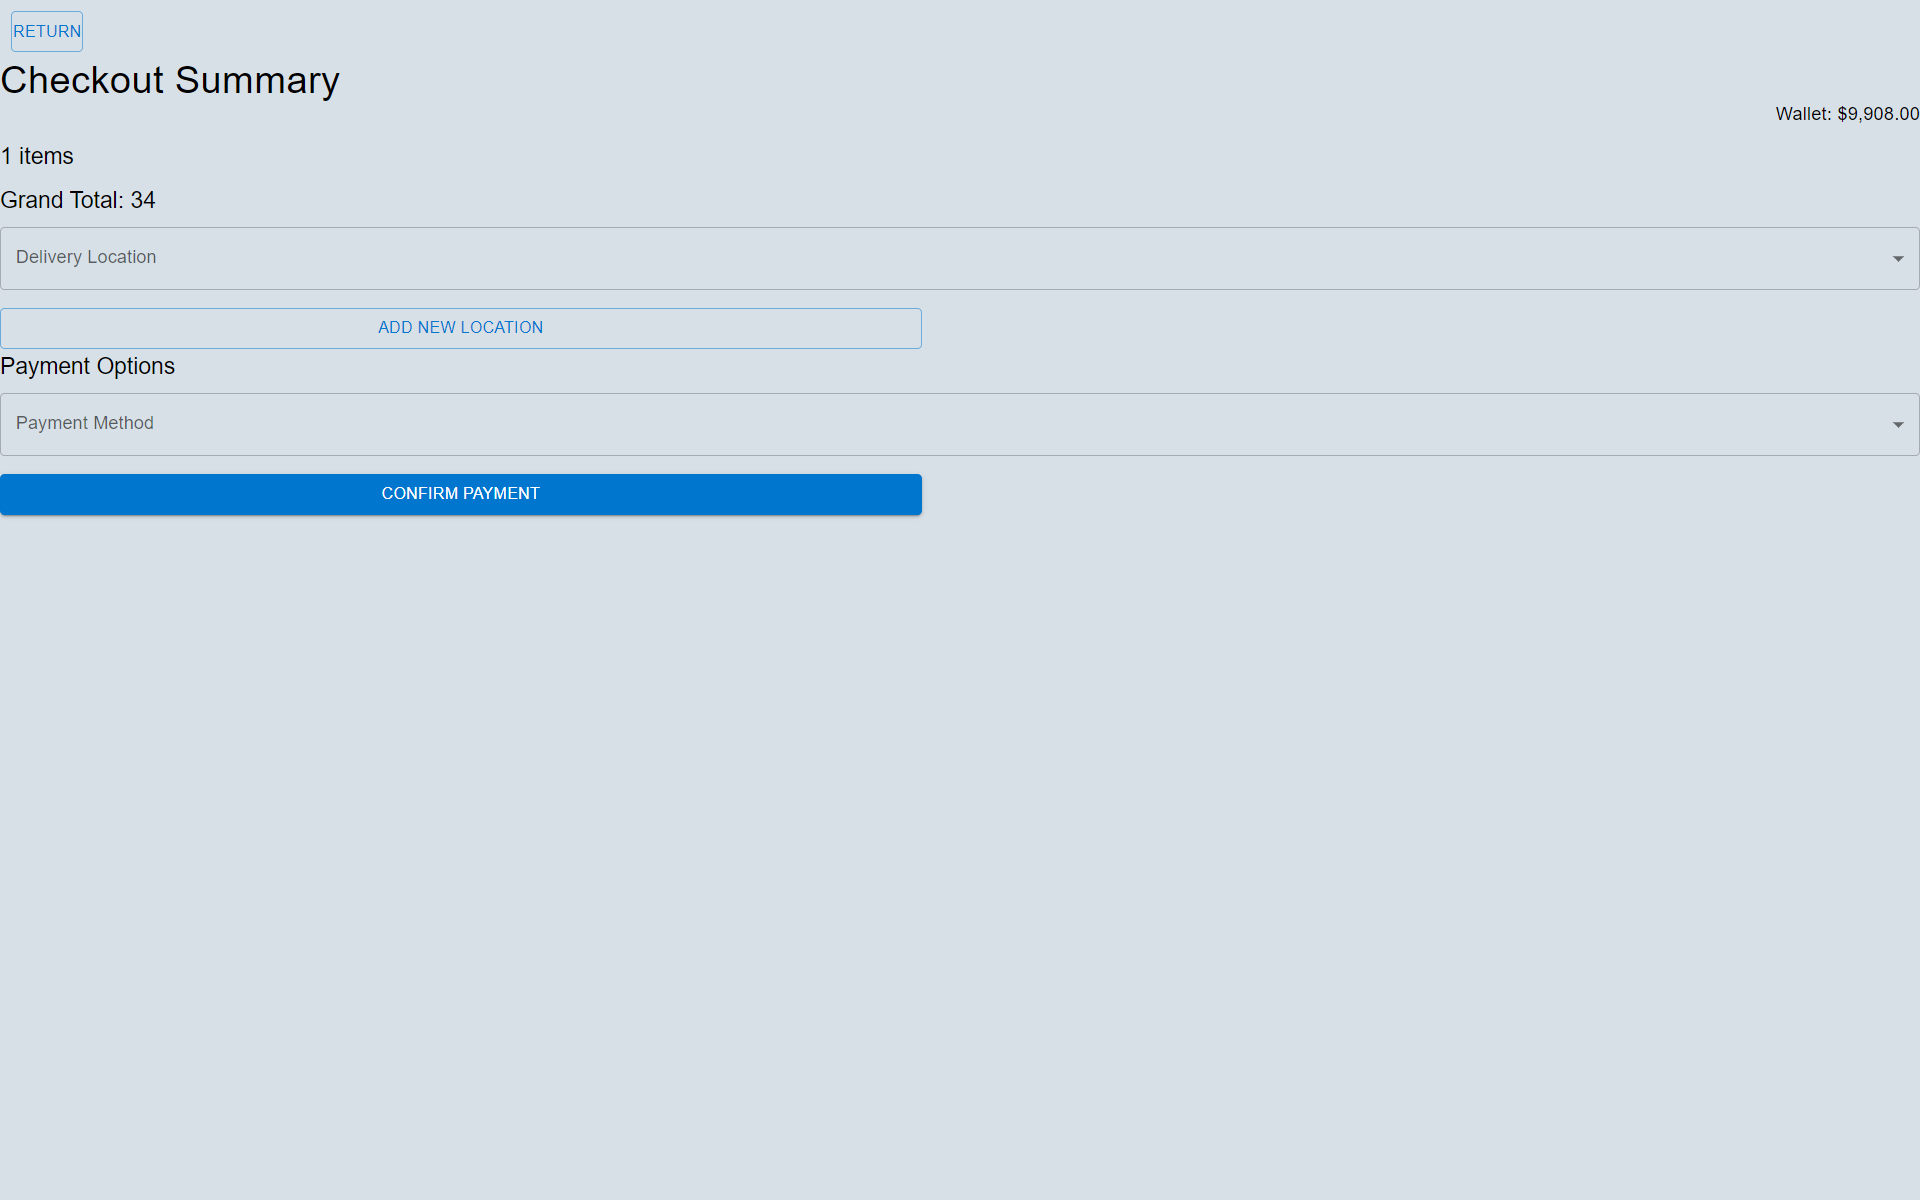 RETURN
Checkout Summary
Wallet: $9,908.00
1 items
Grand Total: 34
Delivery Location
ADD NEW LOCATION
Payment Options
Payment Method
CONFIRM PAYMENT